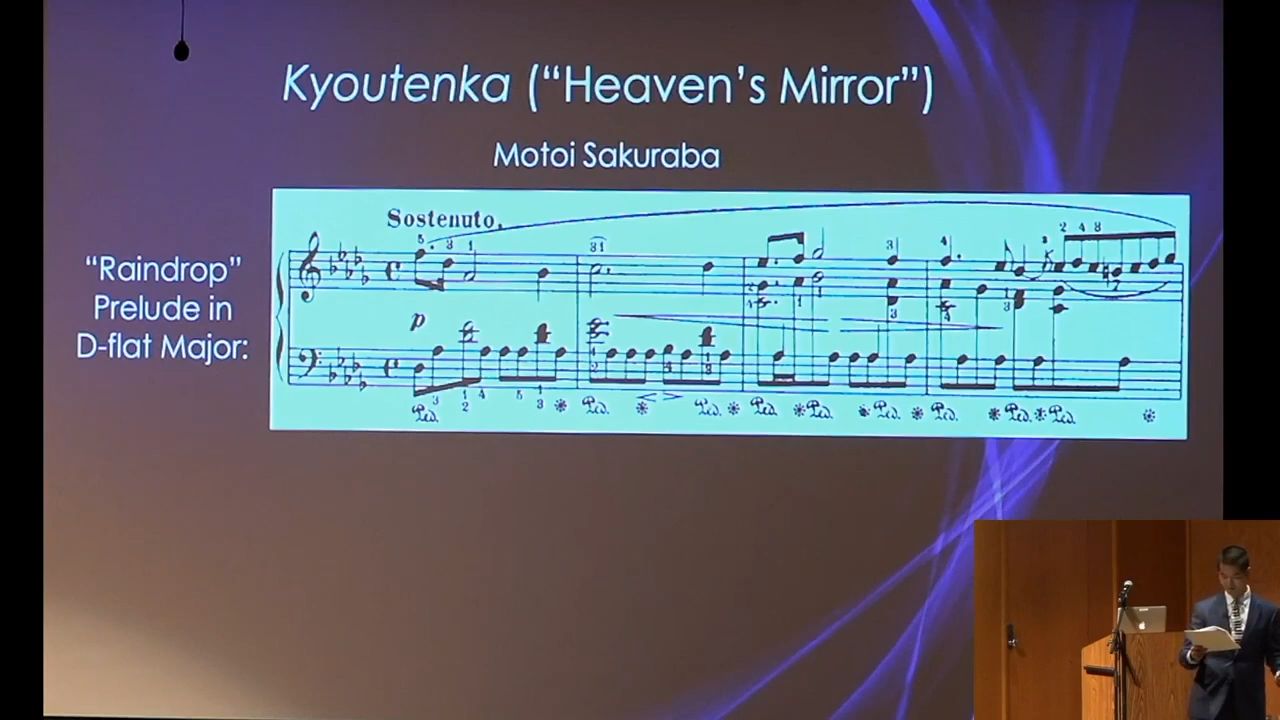 Kyoutenka (“Heaven’s Mirror”)
Motoi Sakuraba
“Raindrop”
Prelude in
D-flat Major:
Sostenuto.
p